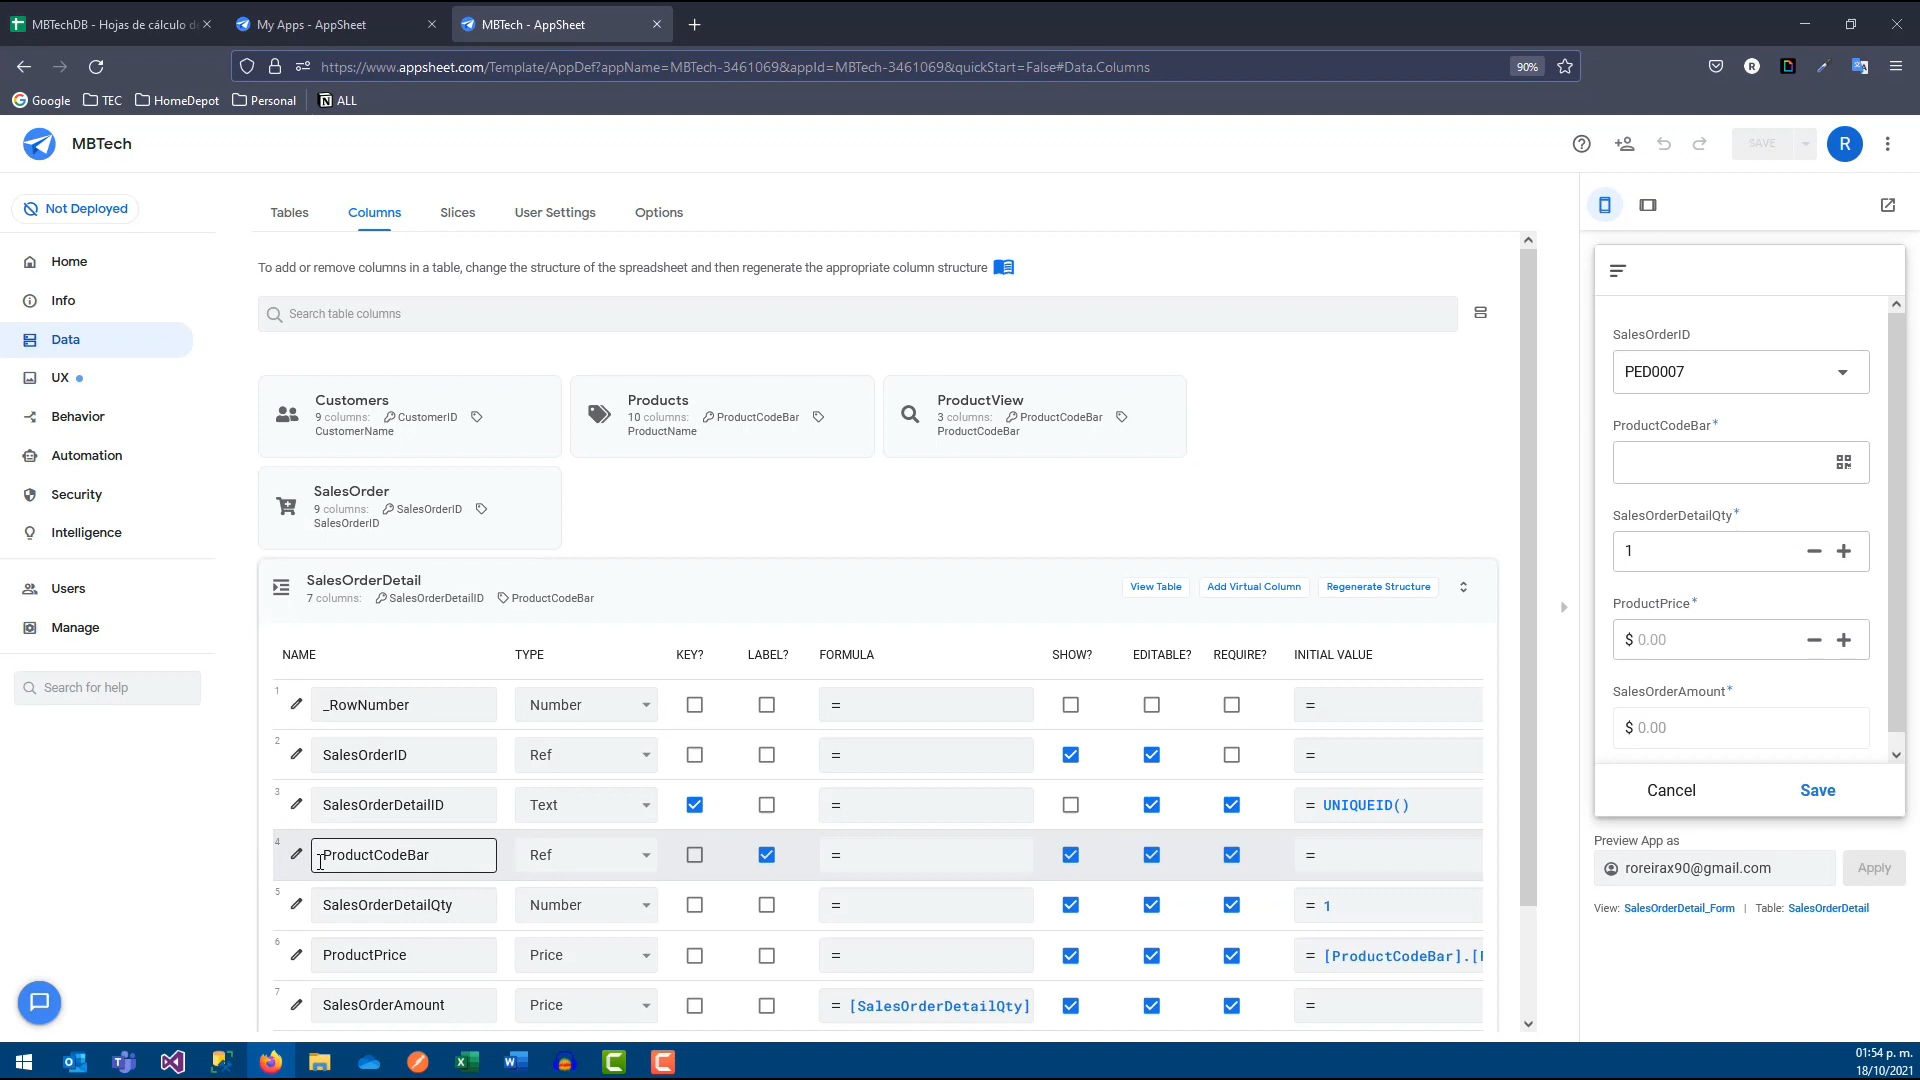 MBTechDB - Hojas de cálculo d
My Apps - AppSheet
MBTech - AppSheet
https://www.appsheet.com/Template/AppDef?appName=MBTech-3461069&appId=MBTech-3461069&quickStart=False#Data.Columns
90%
Google
TEC
HomeDepot
Personal
ALL
MBTech
SAVE
R
Not Deployed
Home
Info
Data
UX
Behavior
Automation
Security
Intelligence
Users
Manage
Search for help
Tables
Columns
Slices
User Settings
Options
To add or remove columns in a table, change the structure of the spreadsheet and then regenerate the appropriate column structure
Search table columns
Customers
9 columns: CustomerID
CustomerName
Products
10 columns: ProductCodeBar
ProductName
ProductView
3 columns: ProductCodeBar
ProductCodeBar
SalesOrder
9 columns: SalesOrderID
SalesOrderID
SalesOrderDetail
7 columns: SalesOrderDetailID ProductCodeBar
View Table
Add Virtual Column
Regenerate Structure
NAME TYPE KEY? LABEL? FORMULA SHOW? EDITABLE? REQUIRE? INITIAL VALUE
1 _RowNumber Number = =
2 SalesOrderID Ref = =
3 SalesOrderDetailID Text = = UNIQUEID()
4 ProductCodeBar Ref = =
5 SalesOrderDetailQty Number = = 1
6 ProductPrice Price = = [ProductCodeBar].[
7 SalesOrderAmount Price = [SalesOrderDetailQty] =
SalesOrderID
PED0007
ProductCodeBar*
SalesOrderDetailQty*
1
ProductPrice*
$ 0.00
SalesOrderAmount*
$ 0.00
Cancel
Save
Preview App as
roreirax90@gmail.com
Apply
View: SalesOrderDetail_Form | Table: SalesOrderDetail
01:54 p. m.
18/10/2021